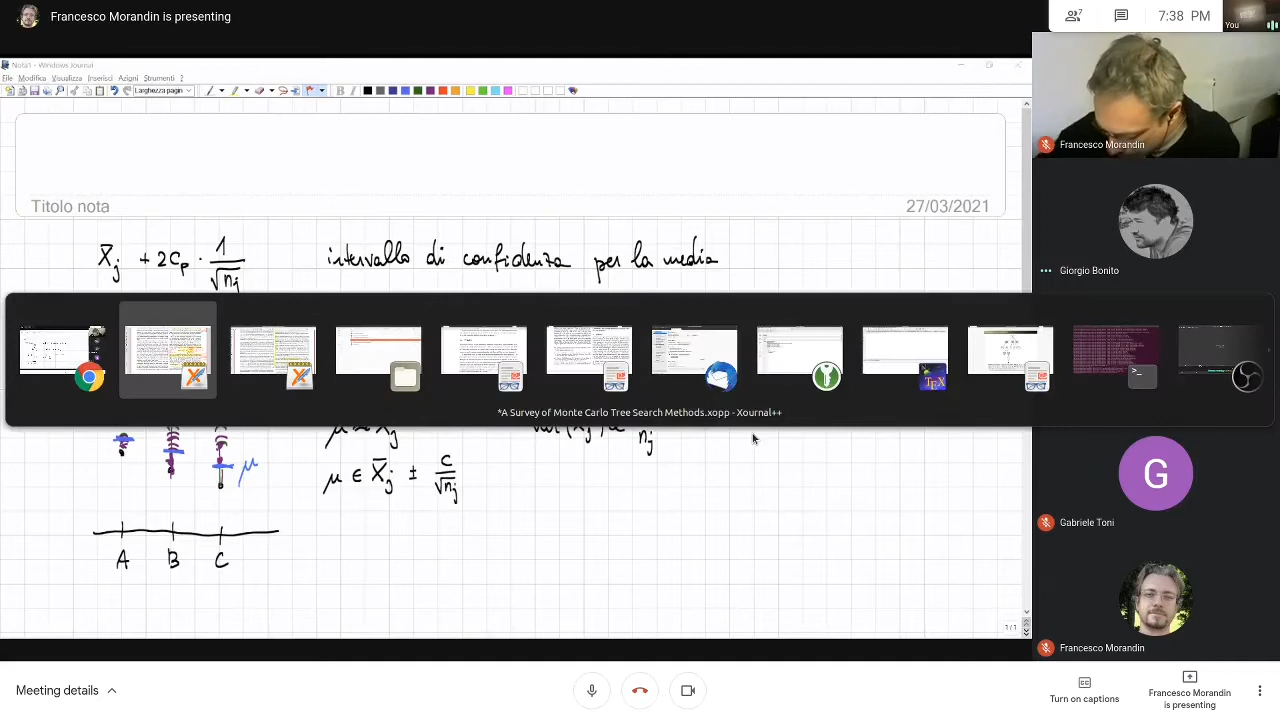 Francesco Morandin is presenting
7
7:38 PM
You
Nota1 - Windows Journal
File Modifica Visualizza Inserisci Azioni Strumenti ?
Larghezza pagin
Titolo nota
27/03/2021
X̄j + 2Cp · 1/√nj
intervallo di confidenza per la media
*A Survey of Monte Carlo Tree Search Methods.xopp - Xournal++
μ
nj
μ ∈ X̄j ± c/√nj
A B C
1/1
Francesco Morandin
Giorgio Bonito
G
Gabriele Toni
Francesco Morandin
Meeting details
Turn on captions
Francesco Morandin
is presenting